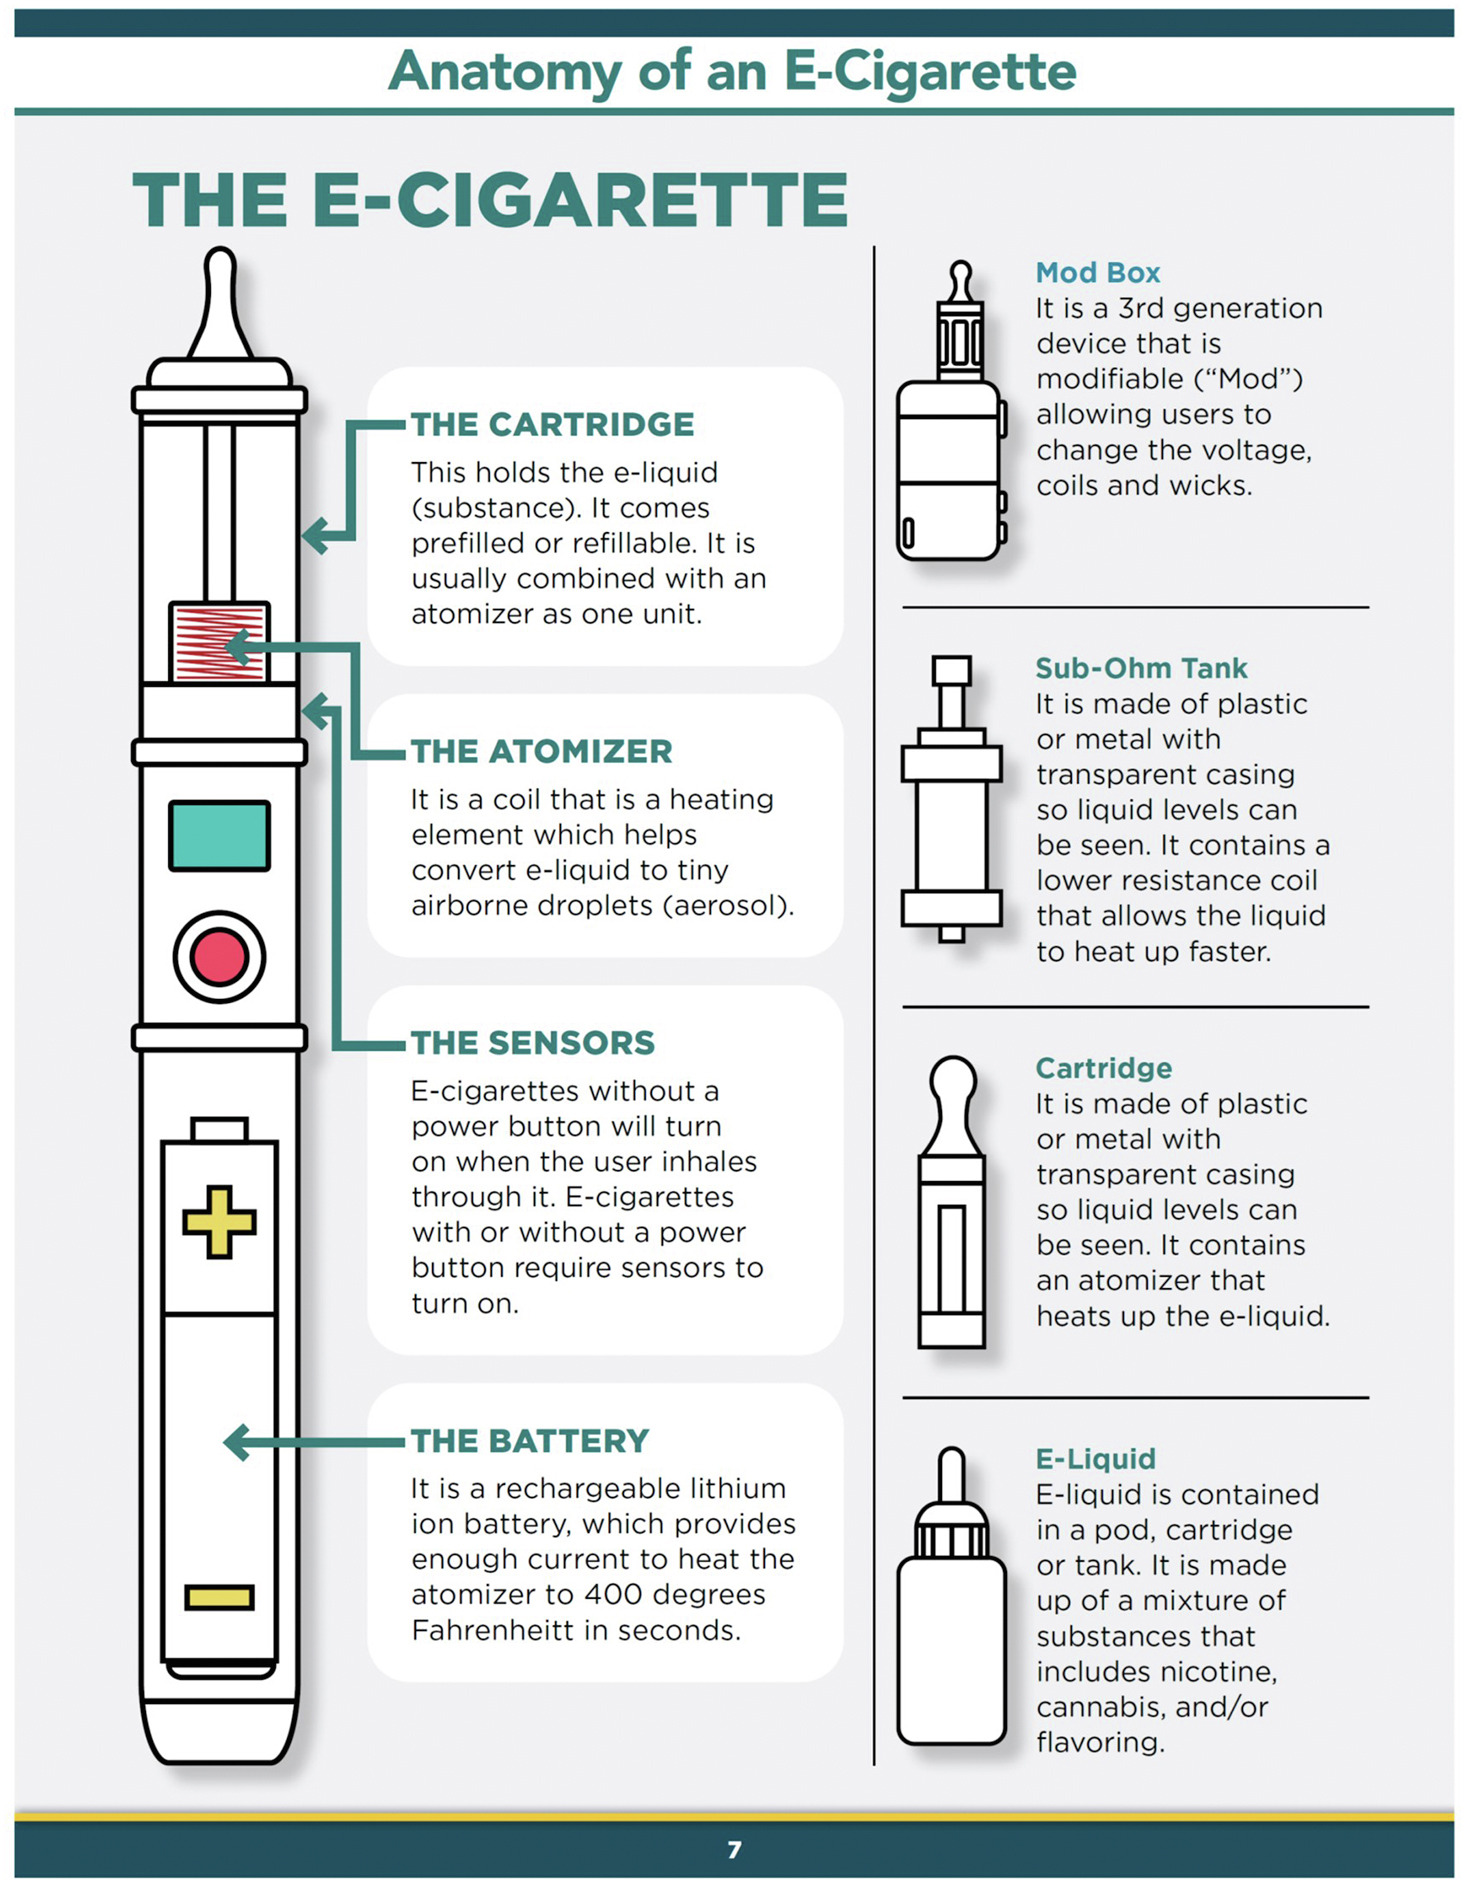 Anatomy of an E-Cigarette
THE E-CIGARETTE
THE CARTRIDGE
This holds the e-liquid
(substance). It comes
prefilled or refillable. It is
usually combined with an
atomizer as one unit.
THE ATOMIZER
It is a coil that is a heating
element which helps
convert e-liquid to tiny
airborne droplets (aerosol).
THE SENSORS
E-cigarettes without a
power button will turn
on when the user inhales
through it. E-cigarettes
with or without a power
button require sensors to
turn on.
THE BATTERY
It is a rechargeable lithium
ion battery, which provides
enough current to heat the
atomizer to 400 degrees
Fahrenheitt in seconds.
Mod Box
It is a 3rd generation
device that is
modifiable (“Mod”)
allowing users to
change the voltage,
coils and wicks.
Sub-Ohm Tank
It is made of plastic
or metal with
transparent casing
so liquid levels can
be seen. It contains a
lower resistance coil
that allows the liquid
to heat up faster.
Cartridge
It is made of plastic
or metal with
transparent casing
so liquid levels can
be seen. It contains
an atomizer that
heats up the e-liquid.
E-Liquid
E-liquid is contained
in a pod, cartridge
or tank. It is made
up of a mixture of
substances that
includes nicotine,
cannabis, and/or
flavoring.
7